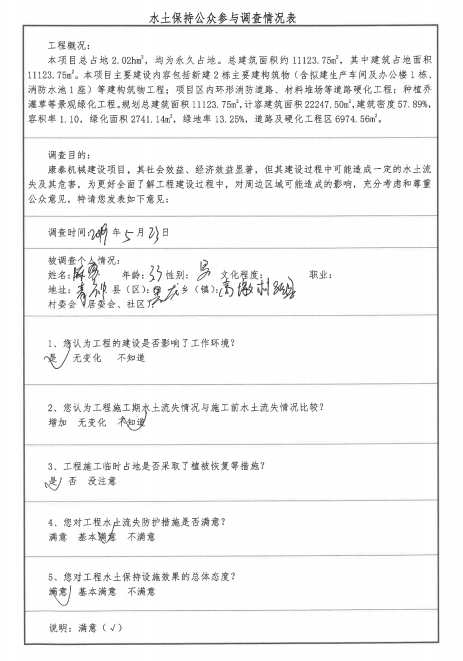 水土保持公众参与调查情况表
工程概况:
本项目总占地 2.02hm²,均为永久占地。总建筑面积约 11123.75m²,其中建筑占地面积
11123.75m²。本项目主要建设内容包括新建 2 栋主要建构筑物(含拟建生产车间及办公楼 1 栋、
消防水池 1 座)等建构筑物工程;项目区内环形消防道路、材料堆场等道路硬化工程;种植乔
灌草等景观绿化工程。规划总建筑面积 11123.75m²,计容建筑面积 22247.50m²,建筑密度 57.89%,
容积率 1.10,绿化面积 2741.14m²,绿地率 13.25%,道路及硬化工程区 6974.56m²。
调查目的:
康泰机械建设项目,其社会效益、经济效益显著,但其建设过程中可能造成一定的水土流
失及其危害,为更好全面了解工程建设过程中,对周边区域可能造成的影响,充分考虑和尊重
公众意见,特请您发表如下意见:
调查时间: 年 5 月 23 日
被调查个人情况:
姓名: 年龄:33 性别:男 文化程度: 职业:
地址:青神 县(区):黑龙 乡(镇):
村委会(居委会、社区)
1、您认为工程的建设是否影响了工作环境?
是 无变化 不知道
2、您认为工程施工期水土流失情况与施工前水土流失情况比较?
增加 无变化 不知道
3、工程施工临时占地是否采取了植被恢复等措施?
是 否 没注意
4、您对工程水土流失防护措施是否满意?
满意 基本满意 不满意
5、您对工程水土保持设施效果的总体态度?
满意 基本满意 不满意
说明:满意(√)